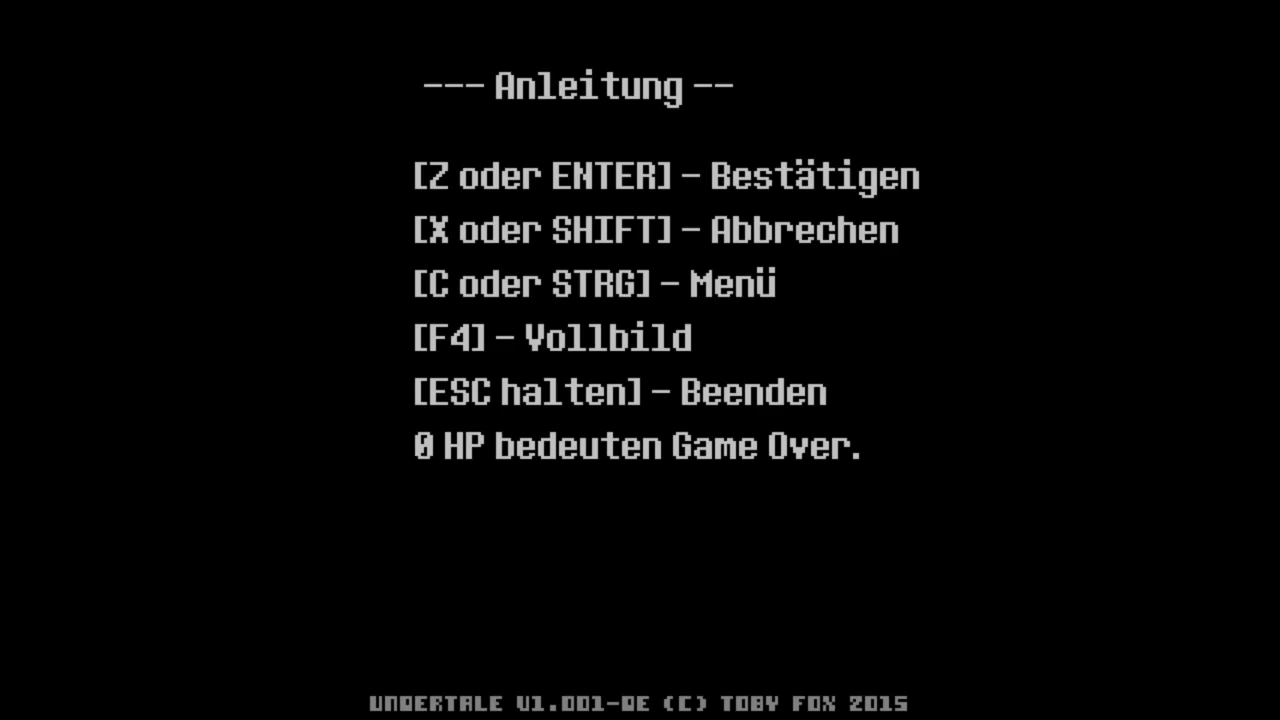 --- Anleitung --
[Z oder ENTER] - Bestätigen
[X oder SHIFT] - Abbrechen
[C oder STRG] - Menü
[F4] - Vollbild
[ESC halten] - Beenden
0 HP bedeuten Game Over.
UNDERTALE V1.001-DE (C) TOBY FOX 2015